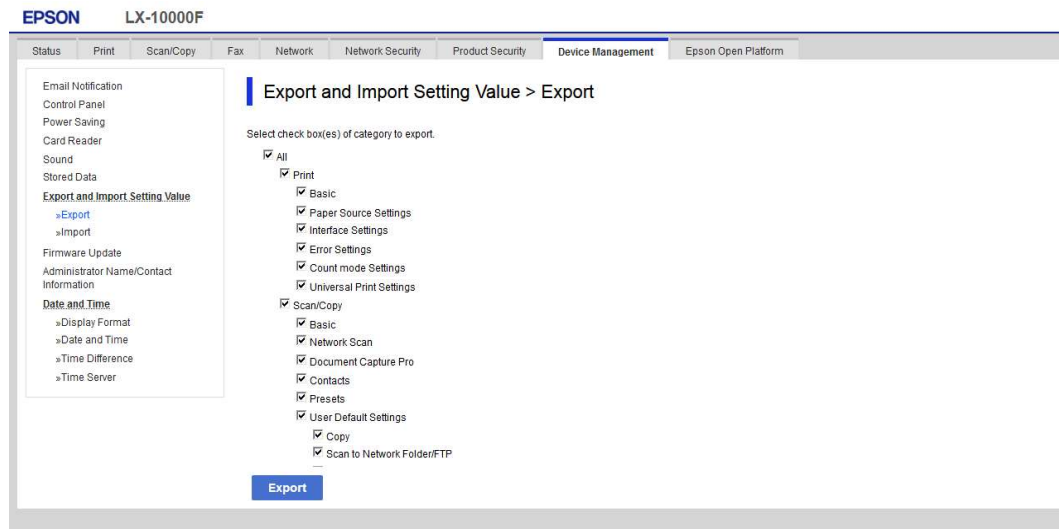 EPSON LX-10000F
Status Print Scan/Copy Fax Network Network Security Product Security Device Management Epson Open Platform
Email Notification
Control Panel
Power Saving
Card Reader
Sound
Stored Data
Export and Import Setting Value
»Export
»Import
Firmware Update
Administrator Name/Contact
Information
Date and Time
»Display Format
»Date and Time
»Time Difference
»Time Server
Export and Import Setting Value > Export
Select check box(es) of category to export.
All
Print
Basic
Paper Source Settings
Interface Settings
Error Settings
Count mode Settings
Universal Print Settings
Scan/Copy
Basic
Network Scan
Document Capture Pro
Contacts
Presets
User Default Settings
Copy
Scan to Network Folder/FTP
Export